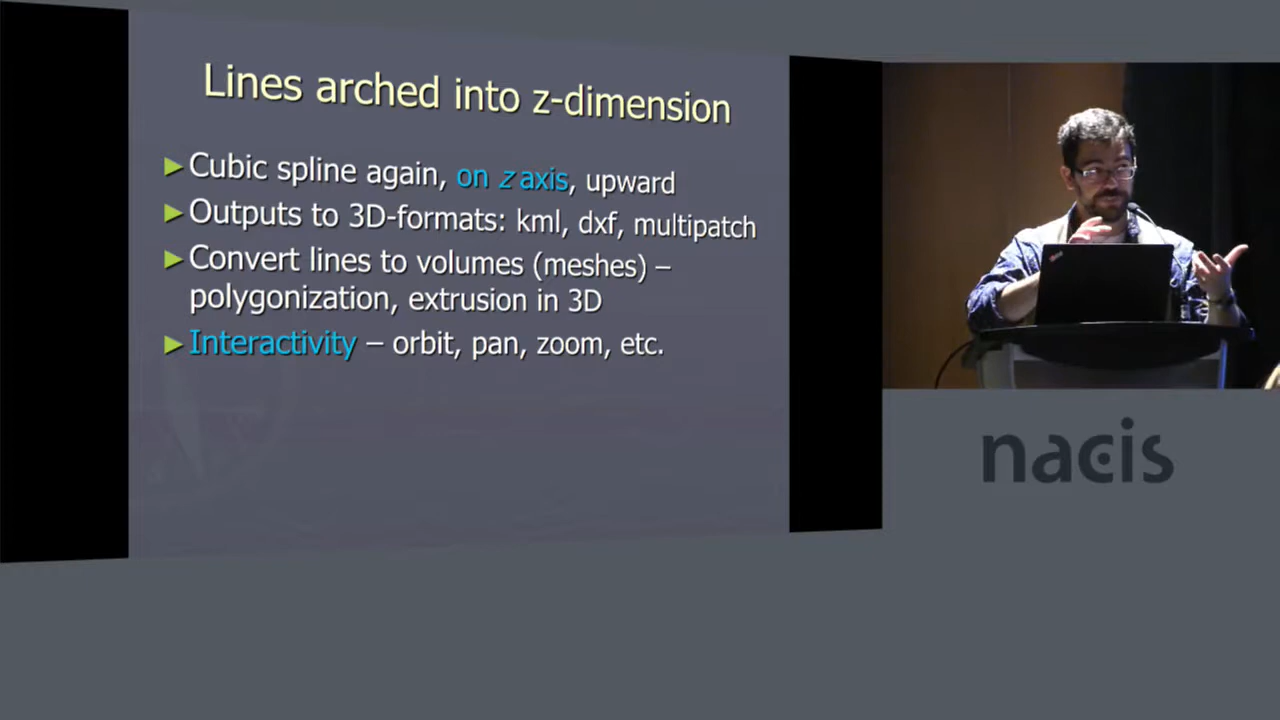 Lines arched into z-dimension
►Cubic spline again, on z axis, upward
►Outputs to 3D-formats: kml, dxf, multipatch
►Convert lines to volumes (meshes) –
polygonization, extrusion in 3D
►Interactivity – orbit, pan, zoom, etc.
nacis